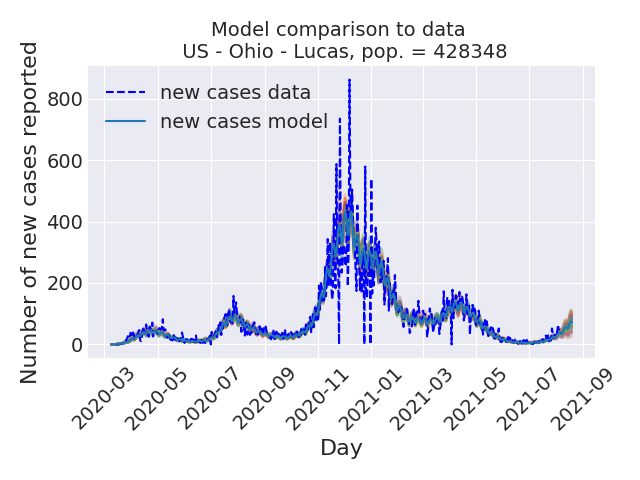 Model comparison to data
US - Ohio - Lucas, pop. = 428348
Number of new cases reported
800
600
400
200
0
new cases data
new cases model
2020-03
2020-05
2020-07
2020-09
2020-11
2021-01
2021-03
2021-05
2021-07
2021-09
Day